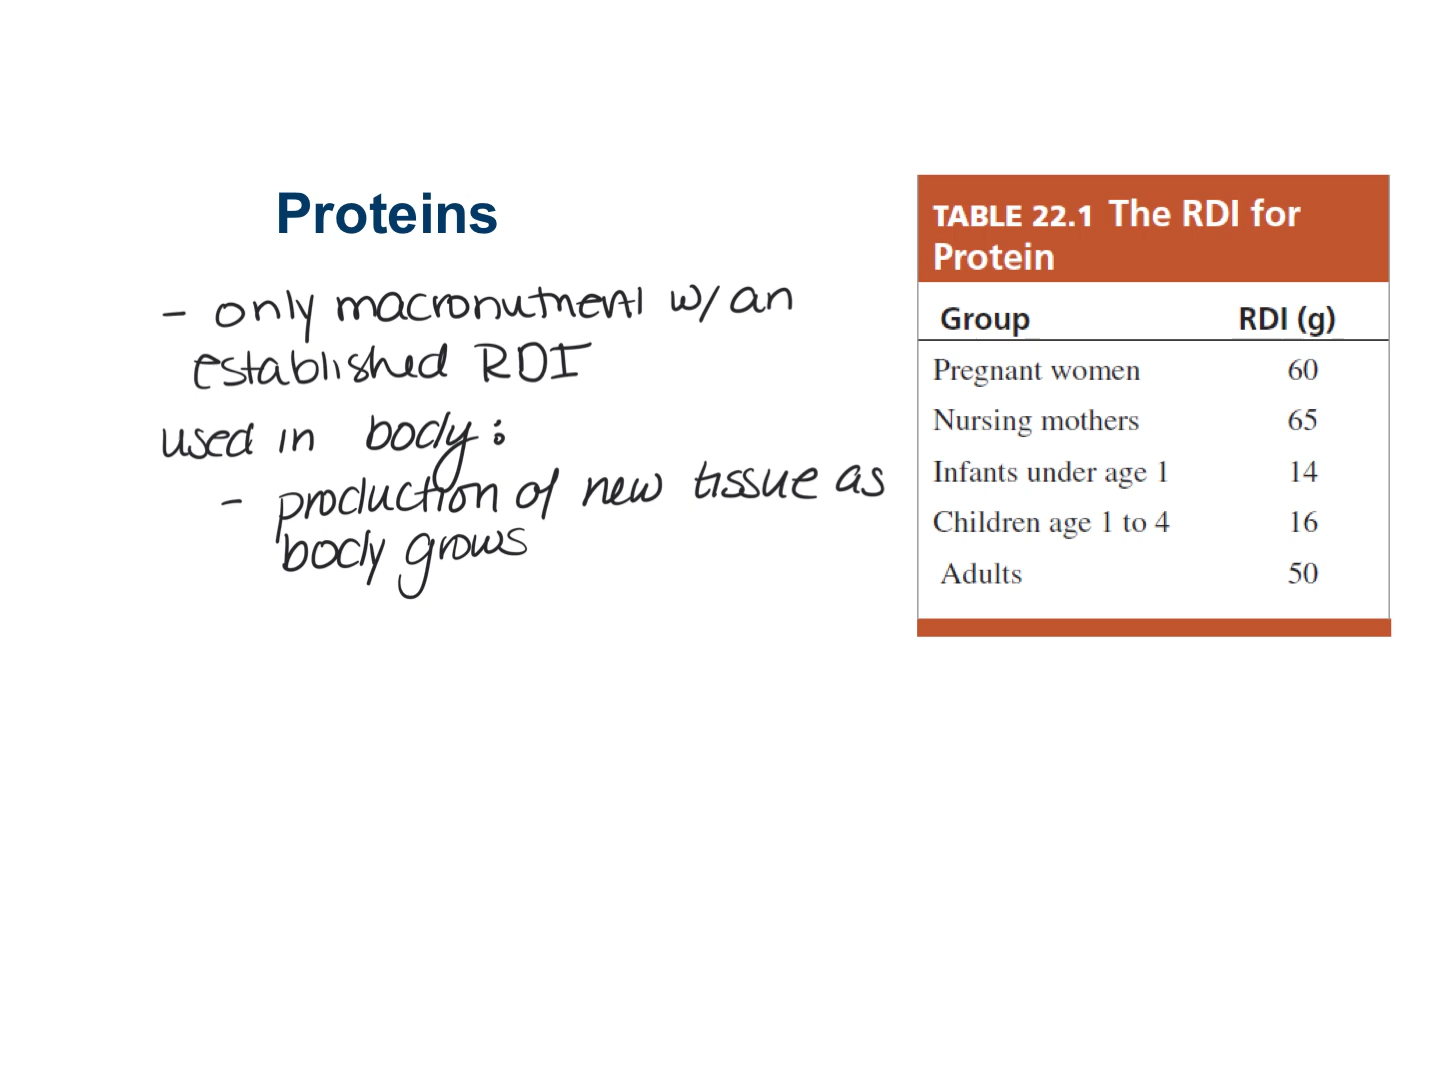 Proteins
- only macronutrient w/ an
established RDI
used in body:
- production of new tissue as
body grows
TABLE 22.1 The RDI for
Protein
Group RDI (g)
Pregnant women 60
Nursing mothers 65
Infants under age 1 14
Children age 1 to 4 16
Adults 50